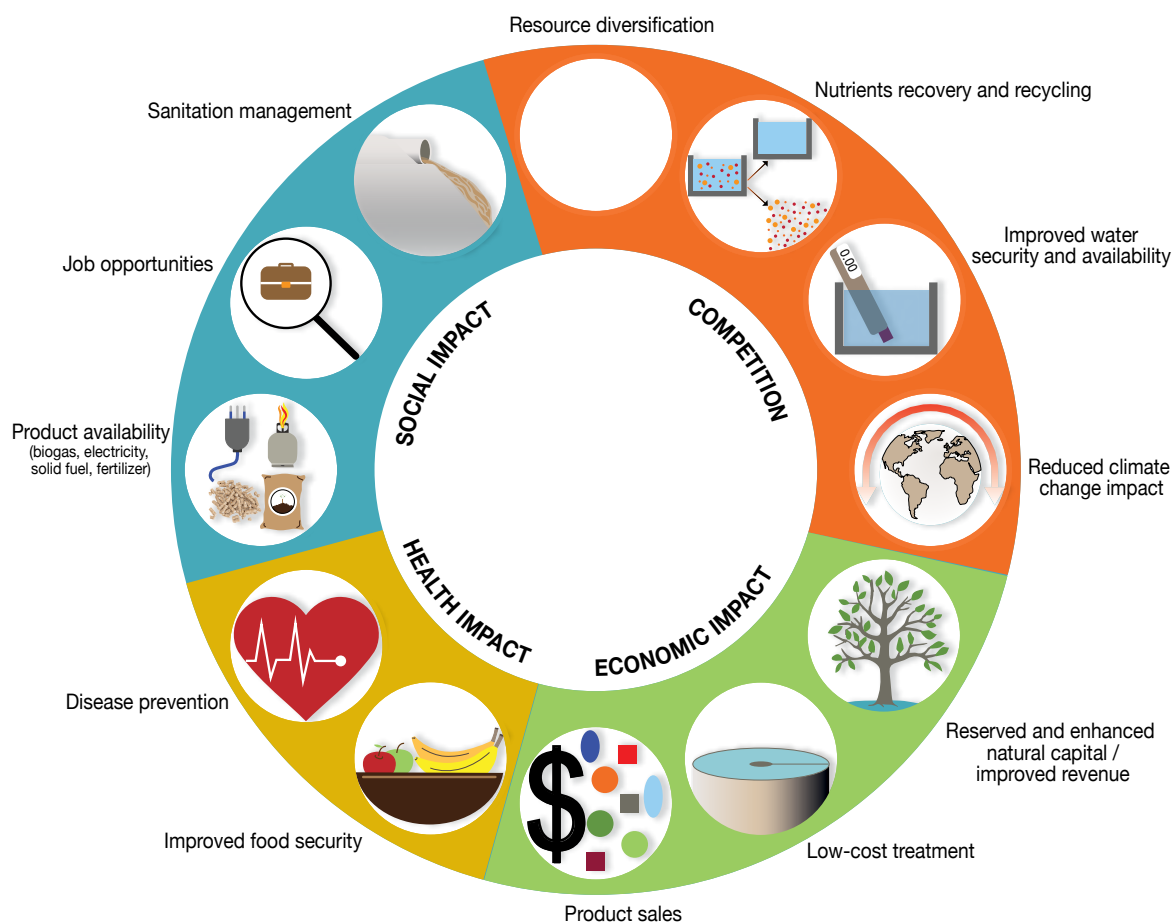 Resource diversification
Nutrients recovery and recycling
Sanitation management
Improved water
security and availability
0.00
Job opportunities
SOCIAL IMPACT
COMPETITION
Product availability
(biogas, electricity,
solid fuel, fertilizer)
Reduced climate
change impact
HEALTH IMPACT
ECONOMIC IMPACT
Disease prevention
Reserved and enhanced
natural capital /
improved revenue
Improved food security
$
Low-cost treatment
Product sales